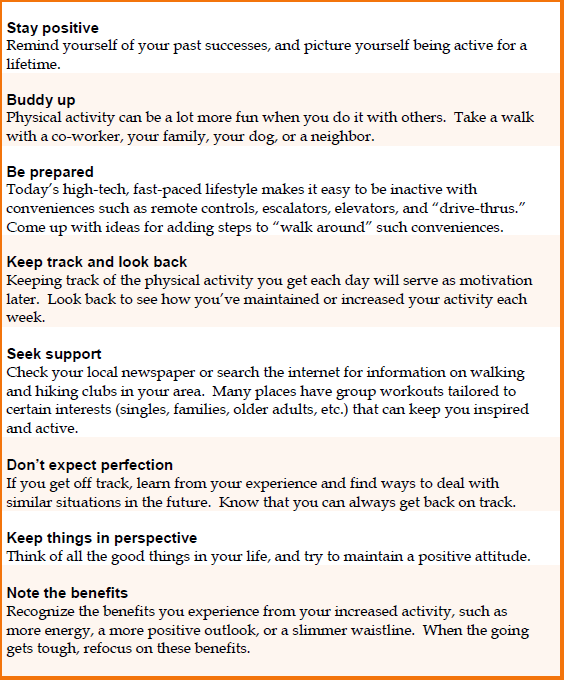 Stay positive
Remind yourself of your past successes, and picture yourself being active for a
lifetime.
Buddy up
Physical activity can be a lot more fun when you do it with others.  Take a walk
with a co-worker, your family, your dog, or a neighbor.
Be prepared
Today’s high-tech, fast-paced lifestyle makes it easy to be inactive with
conveniences such as remote controls, escalators, elevators, and “drive-thrus.”
Come up with ideas for adding steps to “walk around” such conveniences.
Keep track and look back
Keeping track of the physical activity you get each day will serve as motivation
later.  Look back to see how you’ve maintained or increased your activity each
week.
Seek support
Check your local newspaper or search the internet for information on walking
and hiking clubs in your area.  Many places have group workouts tailored to
certain interests (singles, families, older adults, etc.) that can keep you inspired
and active.
Don’t expect perfection
If you get off track, learn from your experience and find ways to deal with
similar situations in the future.  Know that you can always get back on track.
Keep things in perspective
Think of all the good things in your life, and try to maintain a positive attitude.
Note the benefits
Recognize the benefits you experience from your increased activity, such as
more energy, a more positive outlook, or a slimmer waistline.  When the going
gets tough, refocus on these benefits.